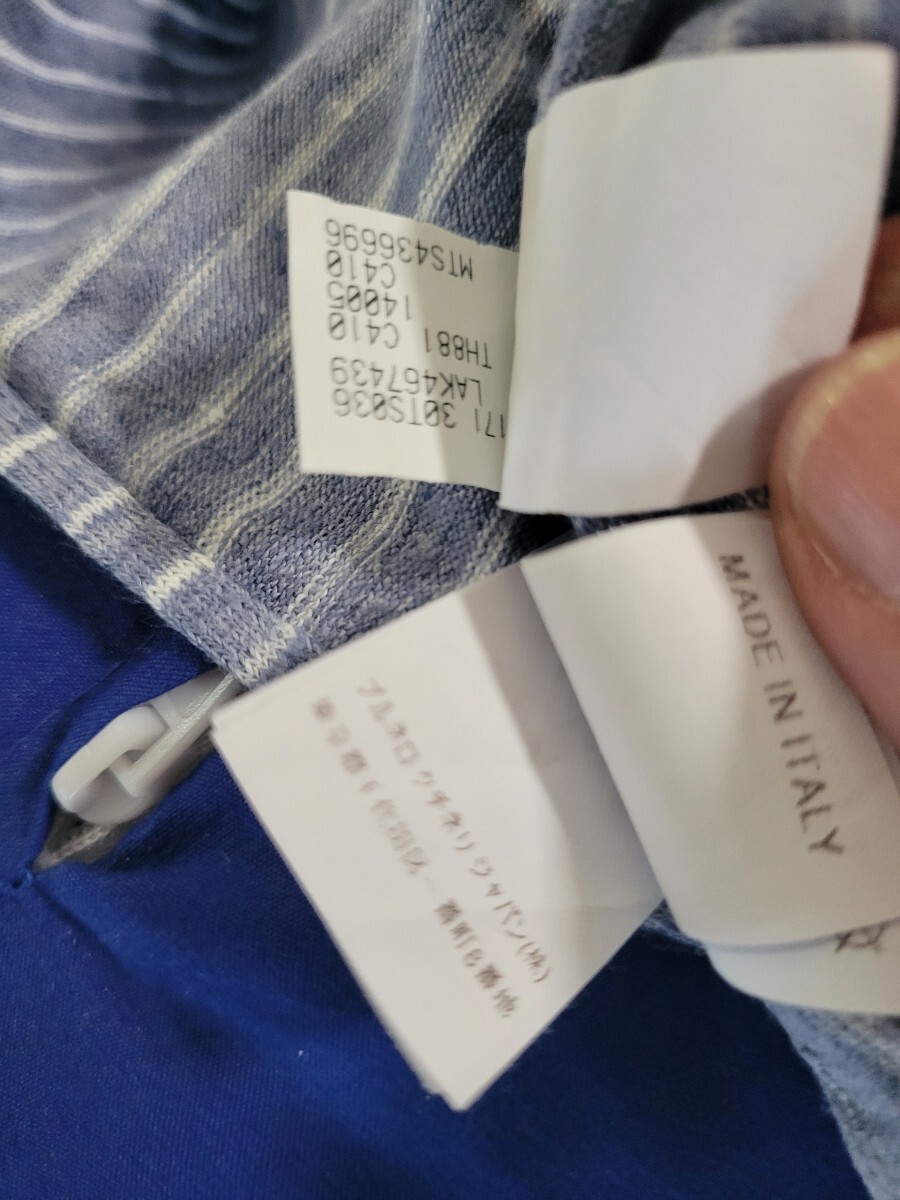 171 30TS036
LAK467439
TH881 C410
14005
C410
MTS436696
MADE IN ITALY
ブルネロ クチネリ ジャパン(株)
東京都千代田区一番町8番地